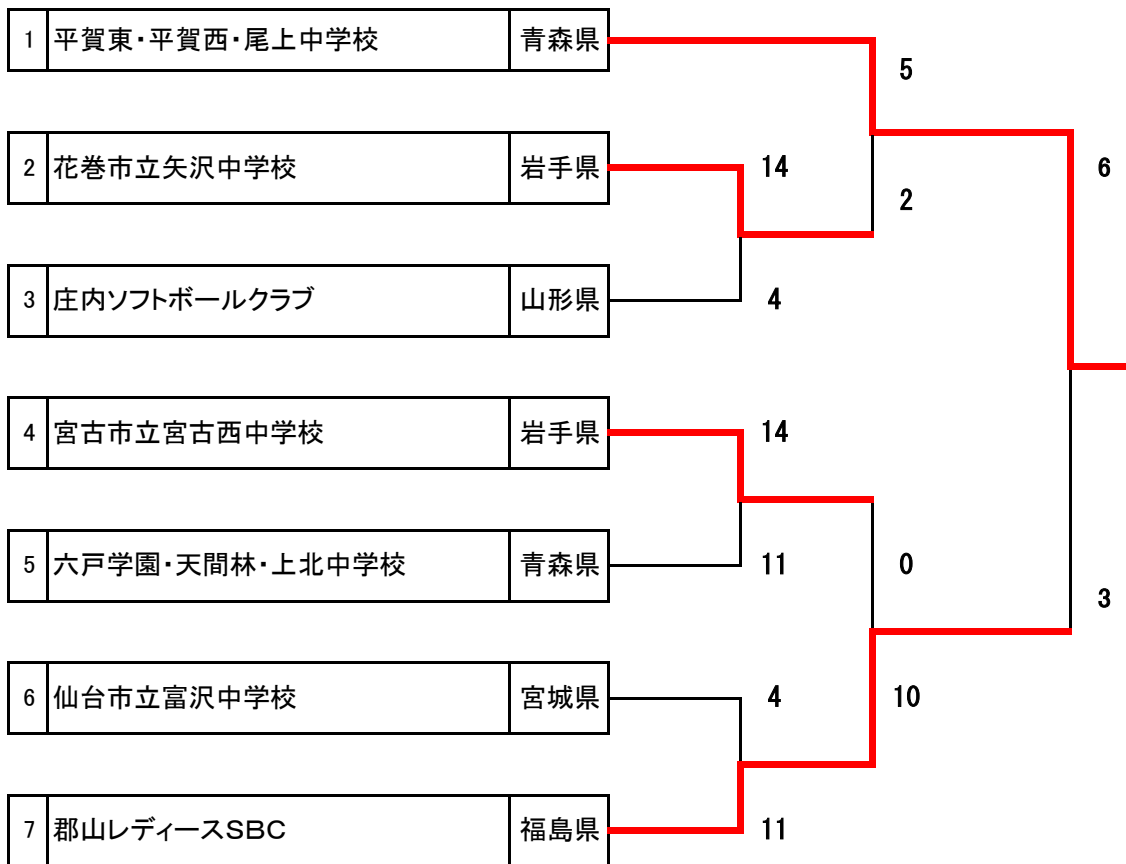 1 平賀東・平賀西・尾上中学校 青森県
5
6
2 花巻市立矢沢中学校 岩手県 14
2
3 庄内ソフトボールクラブ 山形県 4
4 宮古市立宮古西中学校 岩手県 14
5 六戸学園・天間林・上北中学校 青森県 11 0
3
6 仙台市立富沢中学校 宮城県 4 10
7 郡山レディースSBC 福島県 11